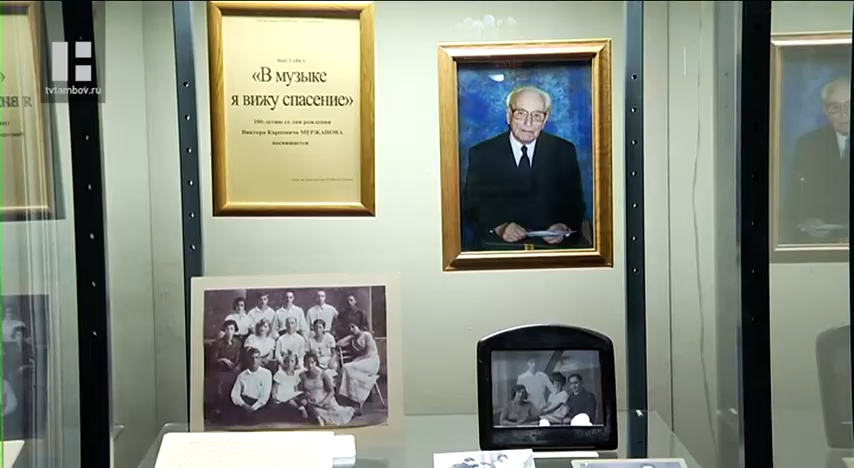 tvtambov.ru
ВЫСТАВКА
«В музыке
я вижу спасение»
100-летию со дня рождения
Виктора Карповича МЕРЖАНОВА
посвящается